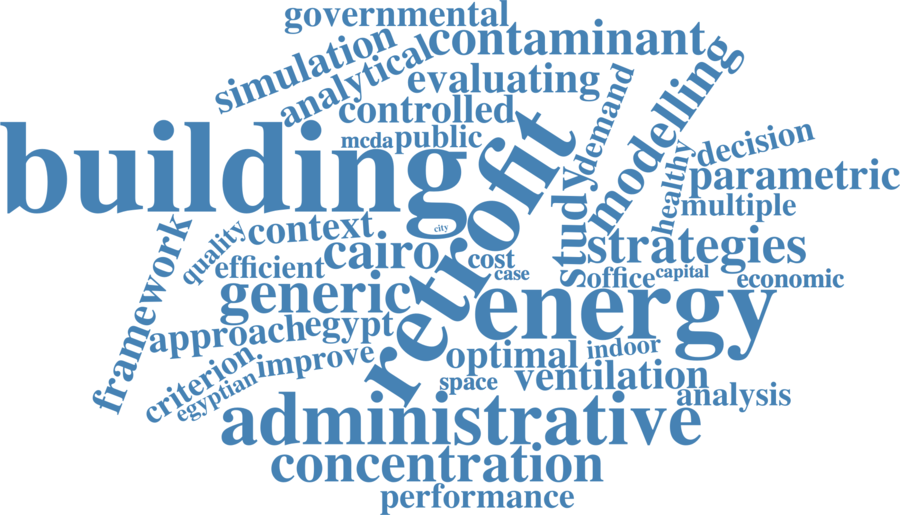 governmental
simulation
contaminant
analytical
evaluating
demand
modelling
controlled
mcda
public
building
retrofit
decision
healthy
parametric
multiple
study
framework
quality
context
city
cairo
cost
case
strategies
efficient
office
capital
economic
generic
energy
approach
egypt
criterion
improve
egyptian
optimal
indoor
space
ventilation
analysis
administrative
concentration
performance